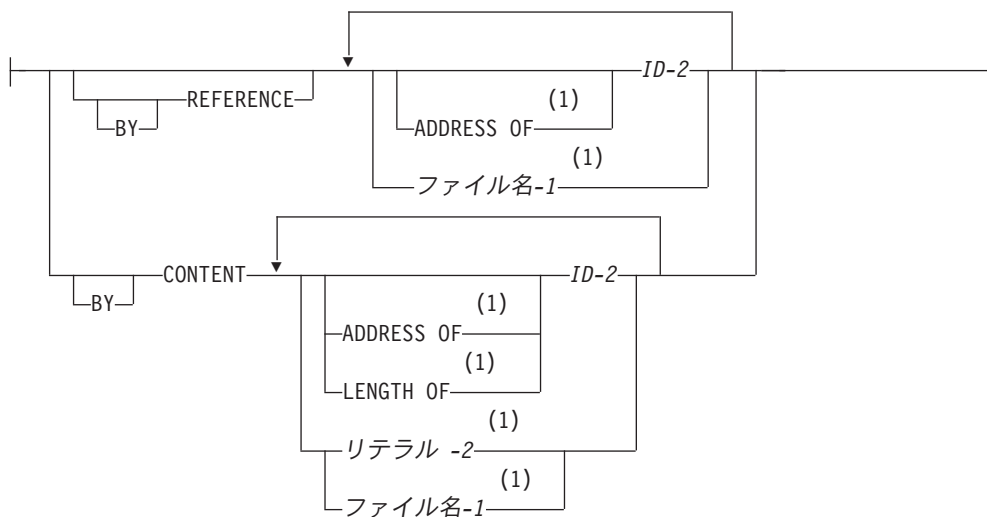 ID-2
REFERENCE (1)
BY ADDRESS OF
(1)
ファイル名-1
CONTENT ID-2
BY (1)
ADDRESS OF
(1)
LENGTH OF
(1)
リテラル -2
(1)
ファイル名-1